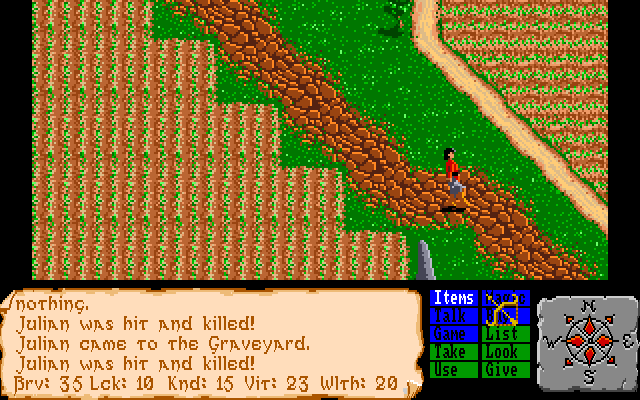 nothing.
Julian was hit and killed!
Julian came to the Graveyard.
Julian was hit and killed!
Brv: 35 Lck: 10 Knd: 15 Vit: 23 Wlth: 20
Items
Talk
Game List
Take Look
Use Give
N
W E
S